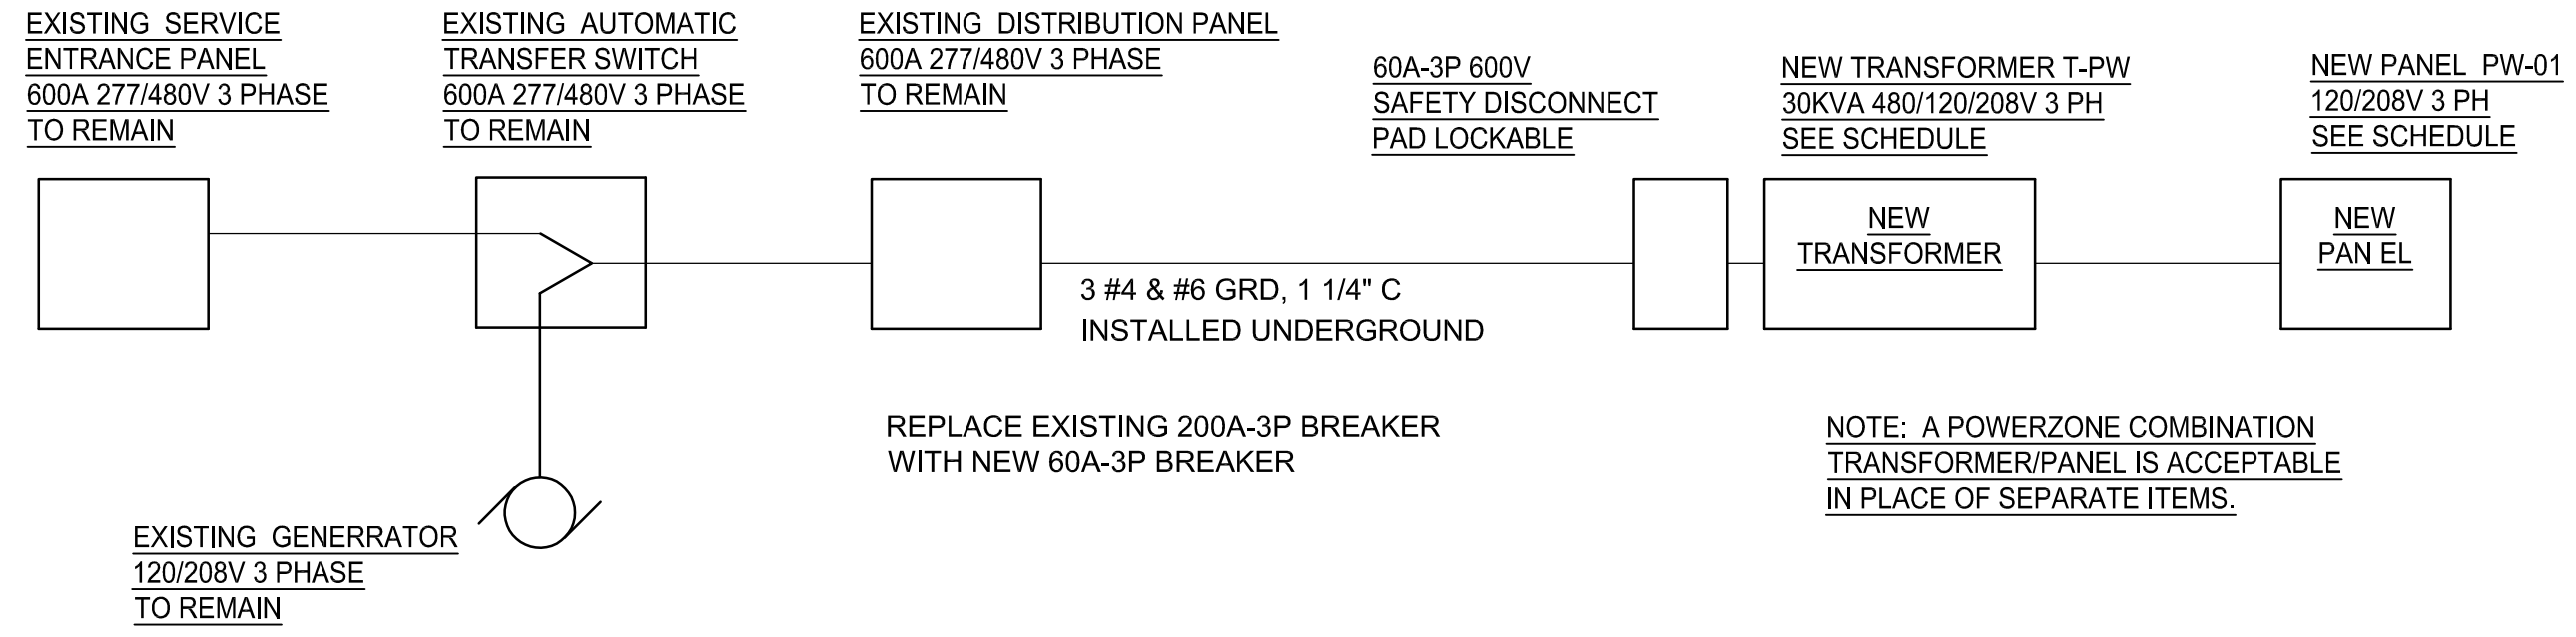 EXISTING SERVICE
ENTRANCE PANEL
600A 277/480V 3 PHASE
TO REMAIN
EXISTING AUTOMATIC
TRANSFER SWITCH
600A 277/480V 3 PHASE
TO REMAIN
EXISTING DISTRIBUTION PANEL
600A 277/480V 3 PHASE
TO REMAIN
60A-3P 600V
SAFETY DISCONNECT
PAD LOCKABLE
NEW TRANSFORMER T-PW
30KVA 480/120/208V 3 PH
SEE SCHEDULE
NEW PANEL PW-01
120/208V 3 PH
SEE SCHEDULE
NEW
TRANSFORMER
NEW
PAN EL
3 #4 & #6 GRD, 1 1/4" C
INSTALLED UNDERGROUND
REPLACE EXISTING 200A-3P BREAKER
WITH NEW 60A-3P BREAKER
NOTE: A POWERZONE COMBINATION
TRANSFORMER/PANEL IS ACCEPTABLE
IN PLACE OF SEPARATE ITEMS.
EXISTING GENERRATOR
120/208V 3 PHASE
TO REMAIN